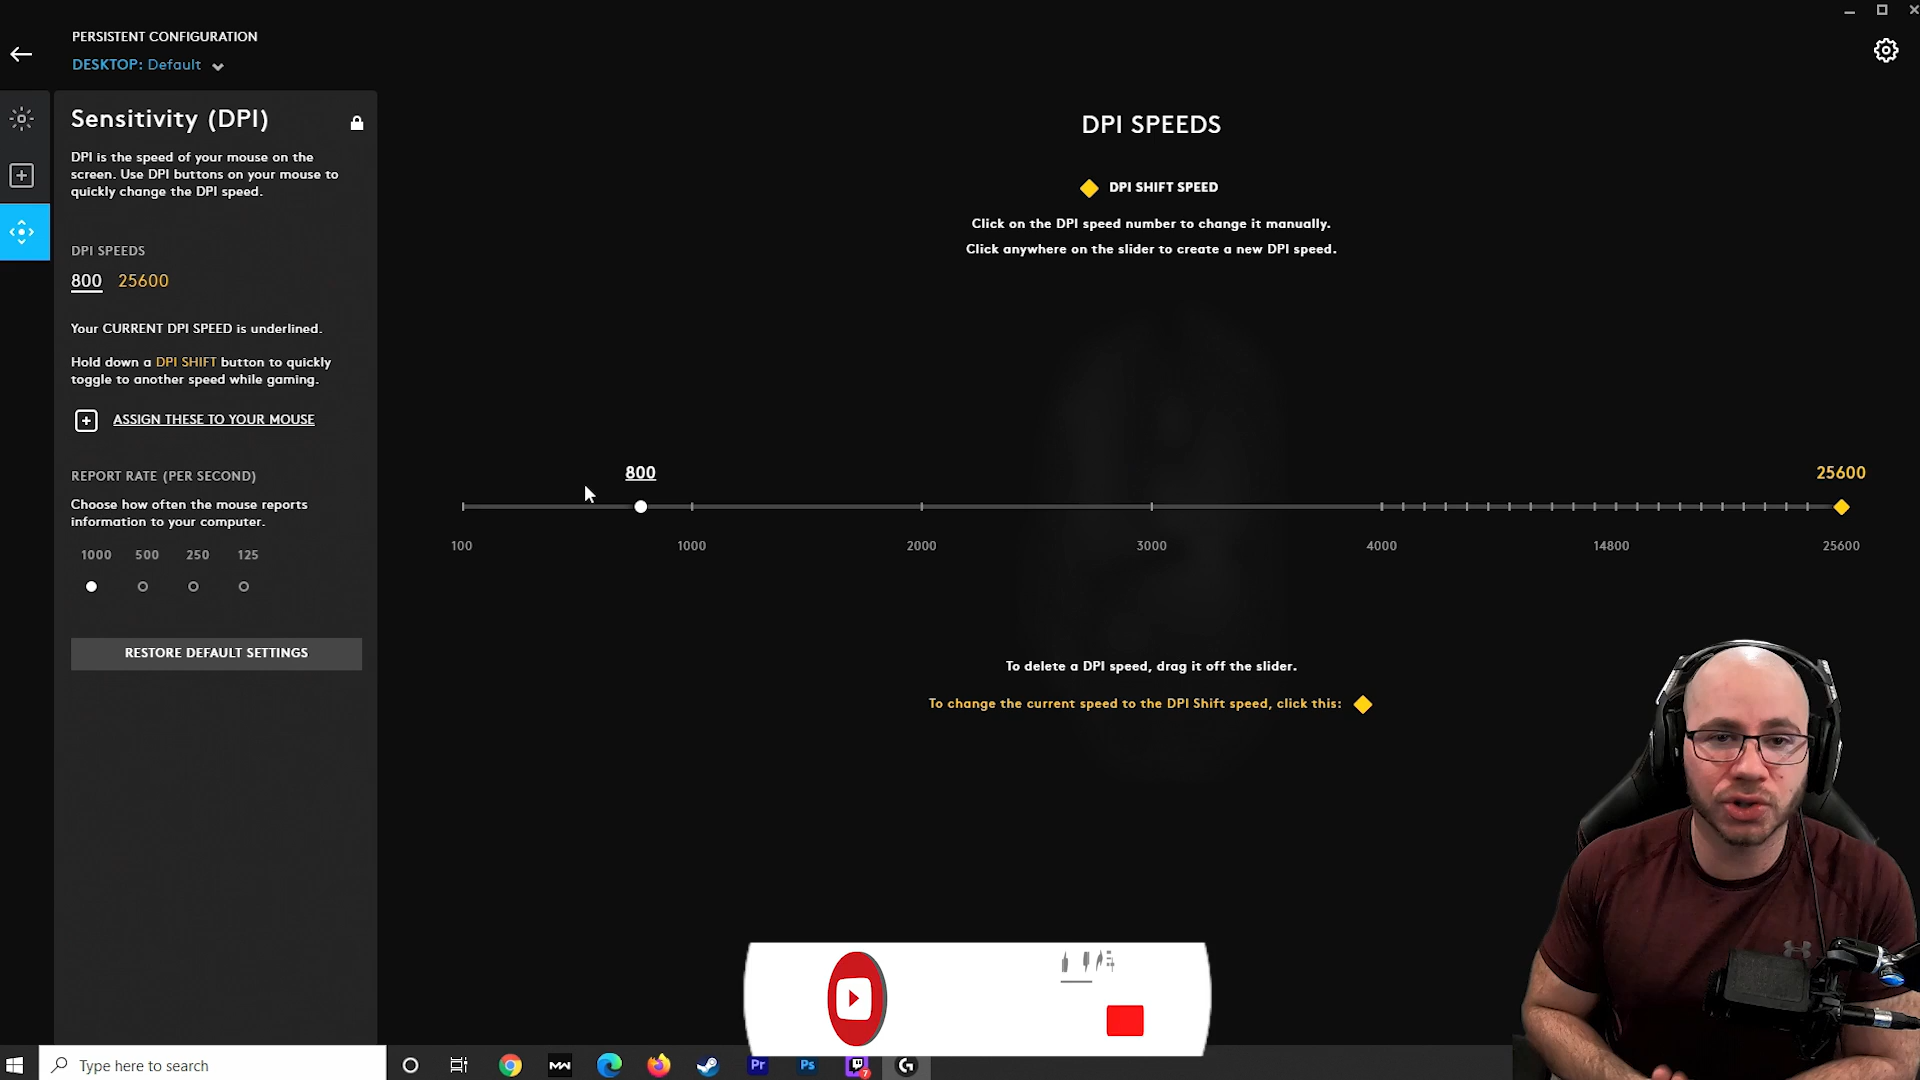 PERSISTENT CONFIGURATION
DESKTOP: Default
Sensitivity (DPI)
DPI is the speed of your mouse on the
screen. Use DPI buttons on your mouse to
quickly change the DPI speed.
DPI SPEEDS
800 25600
Your CURRENT DPI SPEED is underlined.
Hold down a DPI SHIFT button to quickly
toggle to another speed while gaming.
ASSIGN THESE TO YOUR MOUSE
REPORT RATE (PER SECOND)
Choose how often the mouse reports
information to your computer.
1000 500 250 125
RESTORE DEFAULT SETTINGS
DPI SPEEDS
DPI SHIFT SPEED
Click on the DPI speed number to change it manually.
Click anywhere on the slider to create a new DPI speed.
800 25600
100 1000 2000 3000 4000 14800 25600
To delete a DPI speed, drag it off the slider.
To change the current speed to the DPI Shift speed, click this:
Type here to search
MW Pr Ps 7